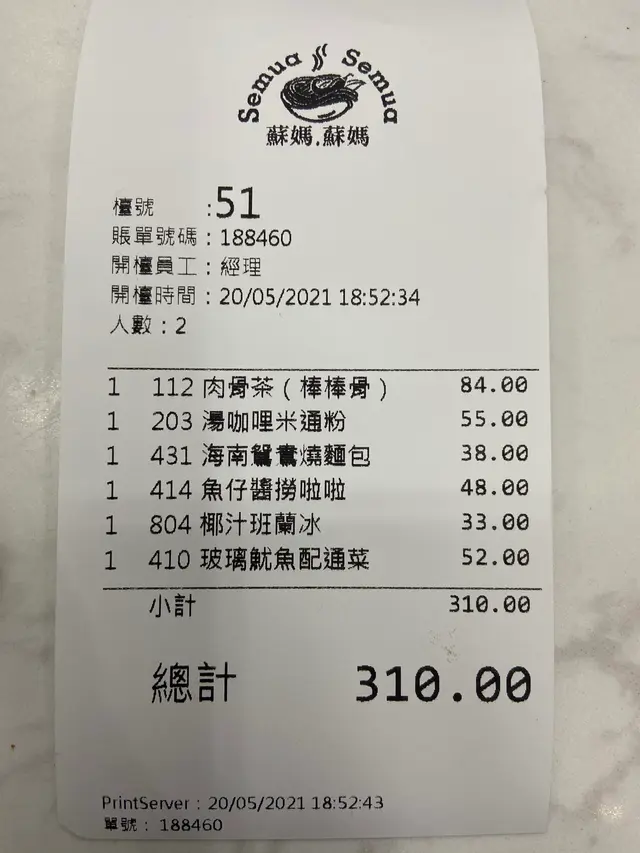 Semua Semua
蘇媽.蘇媽
檯號 :51
賬單號碼：188460
開檯員工：經理
開檯時間：20/05/2021 18:52:34
人數：2
1 112 肉骨茶（棒棒骨） 84.00
1 203 湯咖哩米通粉 55.00
1 431 海南鴛鴦燒麵包 38.00
1 414 魚仔醬撈啦啦 48.00
1 804 椰汁班蘭冰 33.00
1 410 玻璃魷魚配通菜 52.00
小計 310.00
總計 310.00
PrintServer：20/05/2021 18:52:43
單號：188460